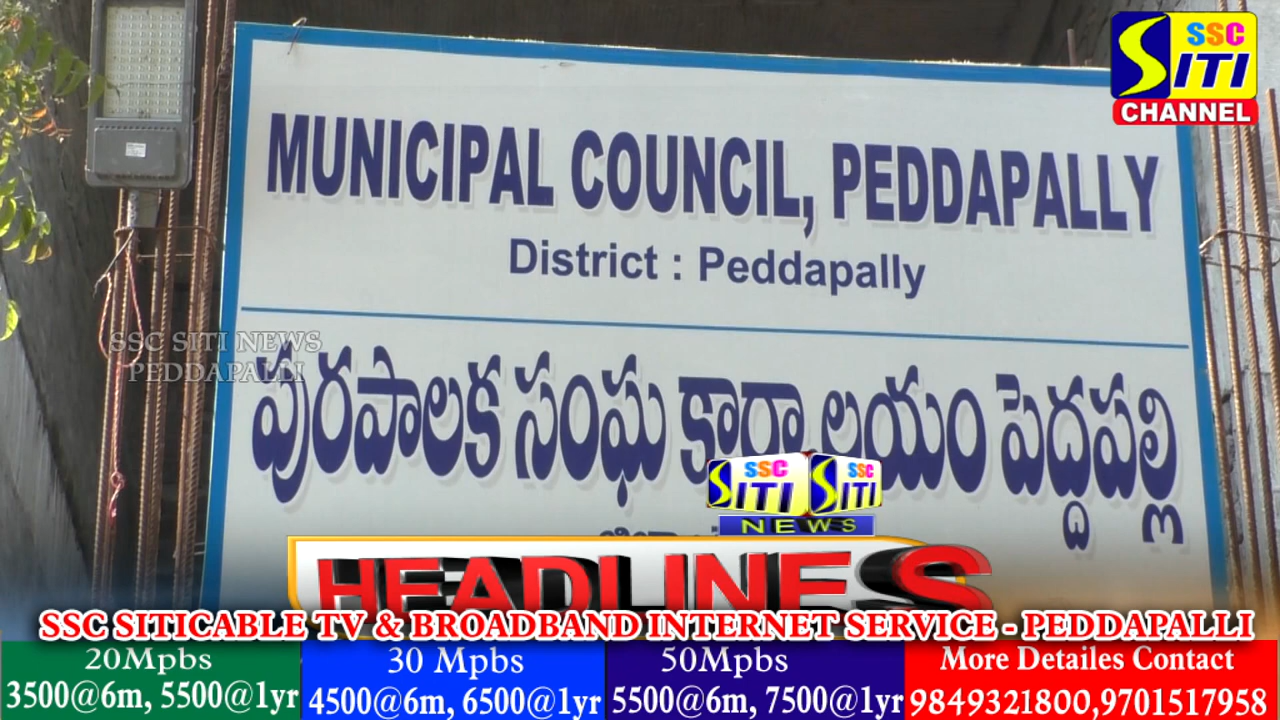 SSC
SITI
CHANNEL
MUNICIPAL COUNCIL, PEDDAPALLY
District : Peddapally
SSC SITI NEWS
PEDDAPALLI
పురపాలక సంఘ కార్యాలయం పెద్దపల్లి
SSC SSC
SITI SITI
NEWS
HEADLINES
SSC SITICABLE TV & BROADBAND INTERNET SERVICE - PEDDAPALLI
20Mpbs 30 Mpbs 50Mpbs More Detailes Contact
3500@6m, 5500@1yr 4500@6m, 6500@1yr 5500@6m, 7500@1yr 9849321800,9701517958